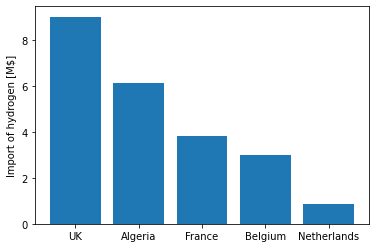 Import of hydrogen [M$]
8
6
4
2
0
UK Algeria France Belgium Netherlands